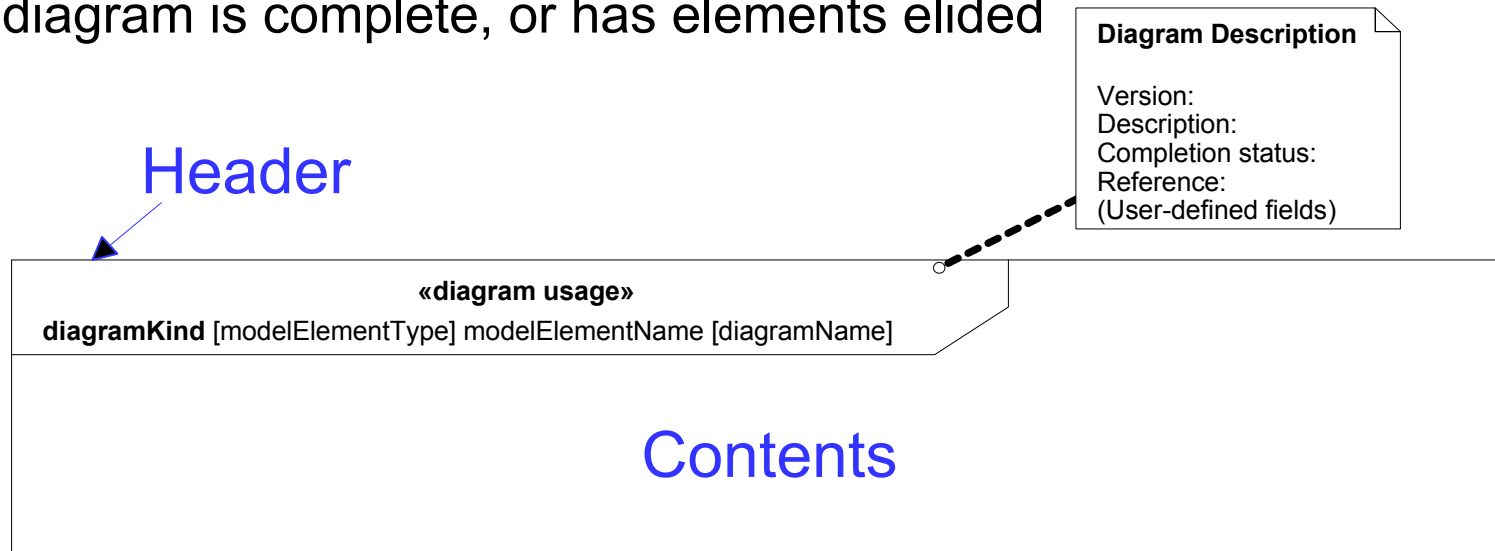 diagram is complete, or has elements elided
Diagram Description
Version:
Description:
Completion status:
Reference:
(User-defined fields)
Header
«diagram usage»
diagramKind [modelElementType] modelElementName [diagramName]
Contents